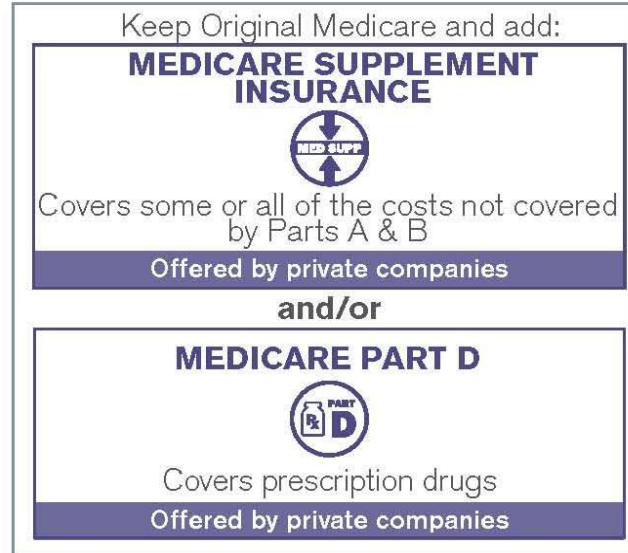 Keep Original Medicare and add:
MEDICARE SUPPLEMENT
INSURANCE
MED SUPP
Covers some or all of the costs not covered
by Parts A & B
Offered by private companies
and/or
MEDICARE PART D
Rx
PART
D
Covers prescription drugs
Offered by private companies